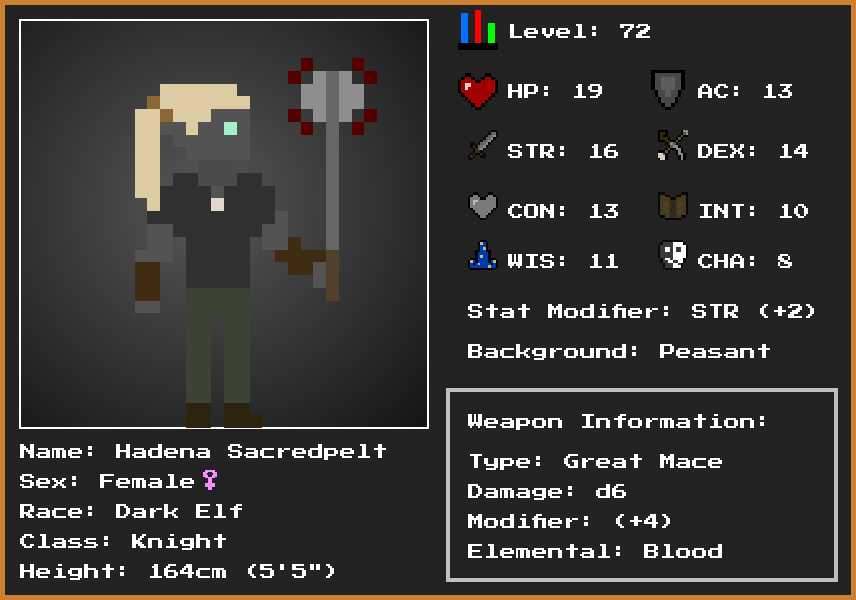 Level: 72
HP: 19
AC: 13
STR: 16
DEX: 14
CON: 13
INT: 10
WIS: 11
CHA: 8
Stat Modifier: STR (+2)
Background: Peasant
Weapon Information:
Type: Great Mace
Damage: d6
Modifier: (+4)
Elemental: Blood
Name: Hadena Sacredpelt
Sex: Female♀
Race: Dark Elf
Class: Knight
Height: 164cm (5'5")